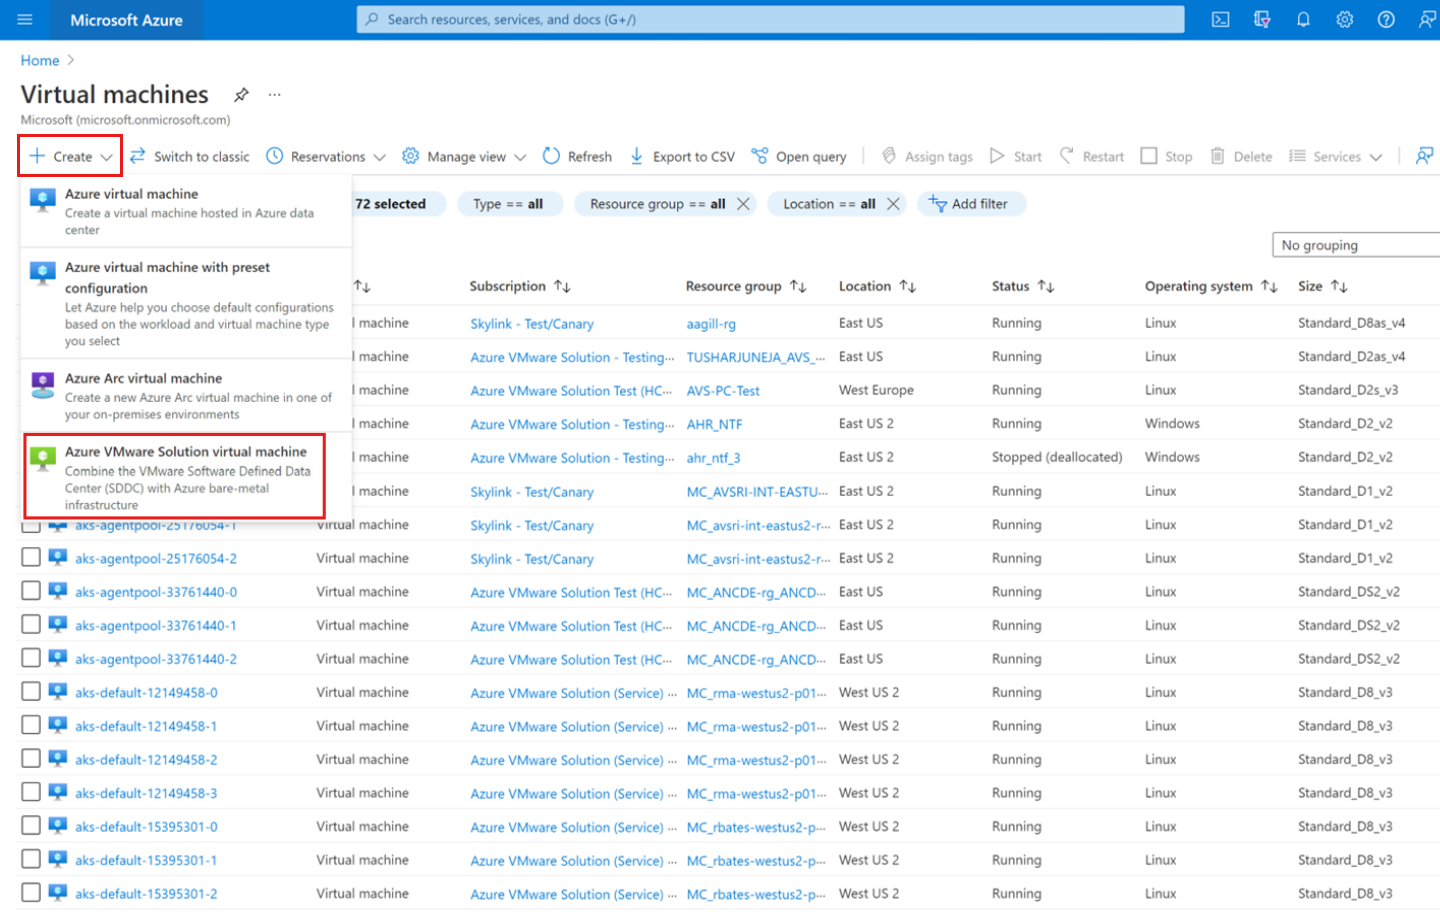 Microsoft Azure
Search resources, services, and docs (G+/)
Home
Virtual machines
Microsoft (microsoft.onmicrosoft.com)
Create Switch to classic Reservations Manage view Refresh Export to CSV Open query Assign tags Start Restart Stop Delete Services
Azure virtual machine
Create a virtual machine hosted in Azure data
center
Azure virtual machine with preset
configuration
Let Azure help you choose default configurations
based on the workload and virtual machine type
you select
Azure Arc virtual machine
Create a new Azure Arc virtual machine in one of
your on-premises environments
Azure VMware Solution virtual machine
Combine the VMware Software Defined Data
Center (SDDC) with Azure bare-metal
infrastructure
72 selected Type == all Resource group == all Location == all Add filter
No grouping
Subscription Resource group Location Status Operating system Size
l machine Skylink - Test/Canary aagill-rg East US Running Linux Standard_D8as_v4
l machine Azure VMware Solution - Testing... TUSHARJUNEJA_AVS_... East US Running Linux Standard_D2as_v4
l machine Azure VMware Solution Test (HC... AVS-PC-Test West Europe Running Linux Standard_D2s_v3
l machine Azure VMware Solution - Testing... AHR_NTF East US 2 Running Windows Standard_D2_v2
l machine Azure VMware Solution - Testing... ahr_ntf_3 East US 2 Stopped (deallocated) Windows Standard_D2_v2
l machine Skylink - Test/Canary MC_AVSRI-INT-EASTU... East US 2 Running Linux Standard_D1_v2
aks-agentpool-25176054-1 Virtual machine Skylink - Test/Canary MC_avsri-int-eastus2-r... East US 2 Running Linux Standard_D1_v2
aks-agentpool-25176054-2 Virtual machine Skylink - Test/Canary MC_avsri-int-eastus2-r... East US 2 Running Linux Standard_D1_v2
aks-agentpool-33761440-0 Virtual machine Azure VMware Solution Test (HC... MC_ANCDE-rg_ANCD... East US Running Linux Standard_DS2_v2
aks-agentpool-33761440-1 Virtual machine Azure VMware Solution Test (HC... MC_ANCDE-rg_ANCD... East US Running Linux Standard_DS2_v2
aks-agentpool-33761440-2 Virtual machine Azure VMware Solution Test (HC... MC_ANCDE-rg_ANCD... East US Running Linux Standard_DS2_v2
aks-default-12149458-0 Virtual machine Azure VMware Solution (Service) ... MC_rma-westus2-p01... West US 2 Running Linux Standard_D8_v3
aks-default-12149458-1 Virtual machine Azure VMware Solution (Service) ... MC_rma-westus2-p01... West US 2 Running Linux Standard_D8_v3
aks-default-12149458-2 Virtual machine Azure VMware Solution (Service) ... MC_rma-westus2-p01... West US 2 Running Linux Standard_D8_v3
aks-default-12149458-3 Virtual machine Azure VMware Solution (Service) ... MC_rma-westus2-p01... West US 2 Running Linux Standard_D8_v3
aks-default-15395301-0 Virtual machine Azure VMware Solution (Service) ... MC_rbates-westus2-p... West US 2 Running Linux Standard_D8_v3
aks-default-15395301-1 Virtual machine Azure VMware Solution (Service) ... MC_rbates-westus2-p... West US 2 Running Linux Standard_D8_v3
aks-default-15395301-2 Virtual machine Azure VMware Solution (Service) ... MC_rbates-westus2-p... West US 2 Running Linux Standard_D8_v3